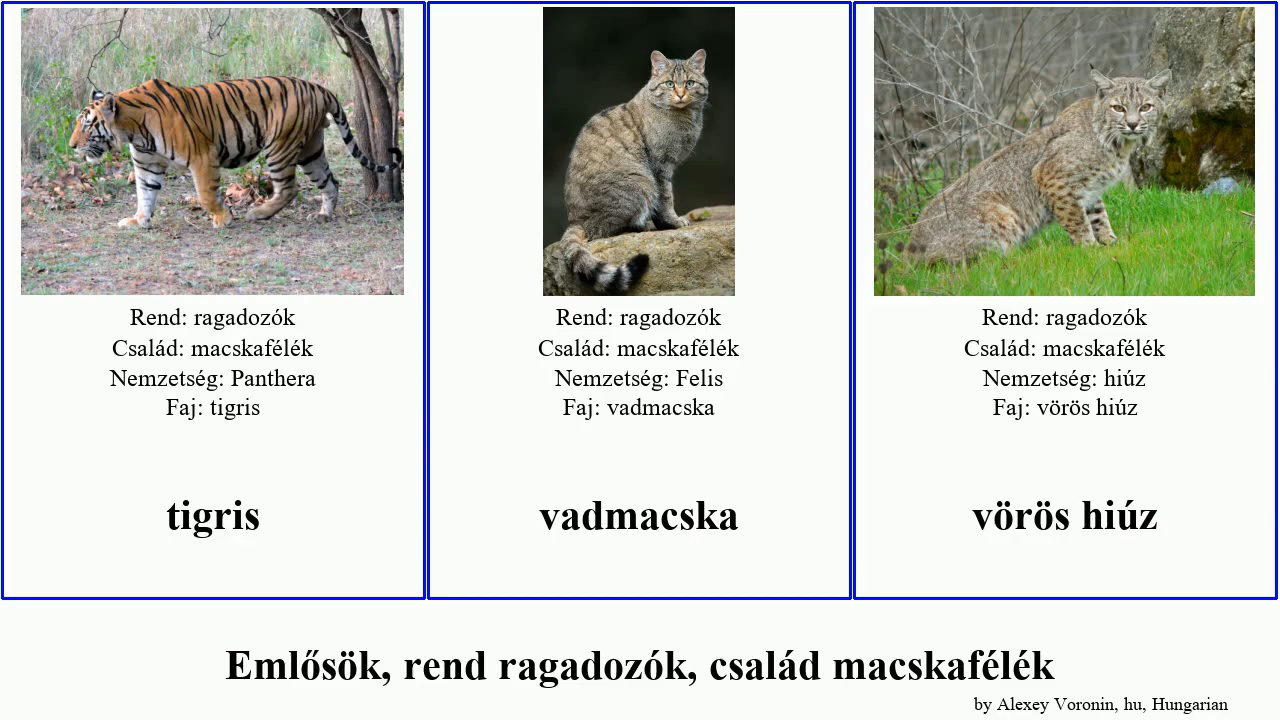 Rend: ragadozók
Család: macskafélék
Nemzetség: Panthera
Faj: tigris
tigris
Rend: ragadozók
Család: macskafélék
Nemzetség: Felis
Faj: vadmacska
vadmacska
Rend: ragadozók
Család: macskafélék
Nemzetség: hiúz
Faj: vörös hiúz
vörös hiúz
Emlősök, rend ragadozók, család macskafélék
by Alexey Voronin, hu, Hungarian